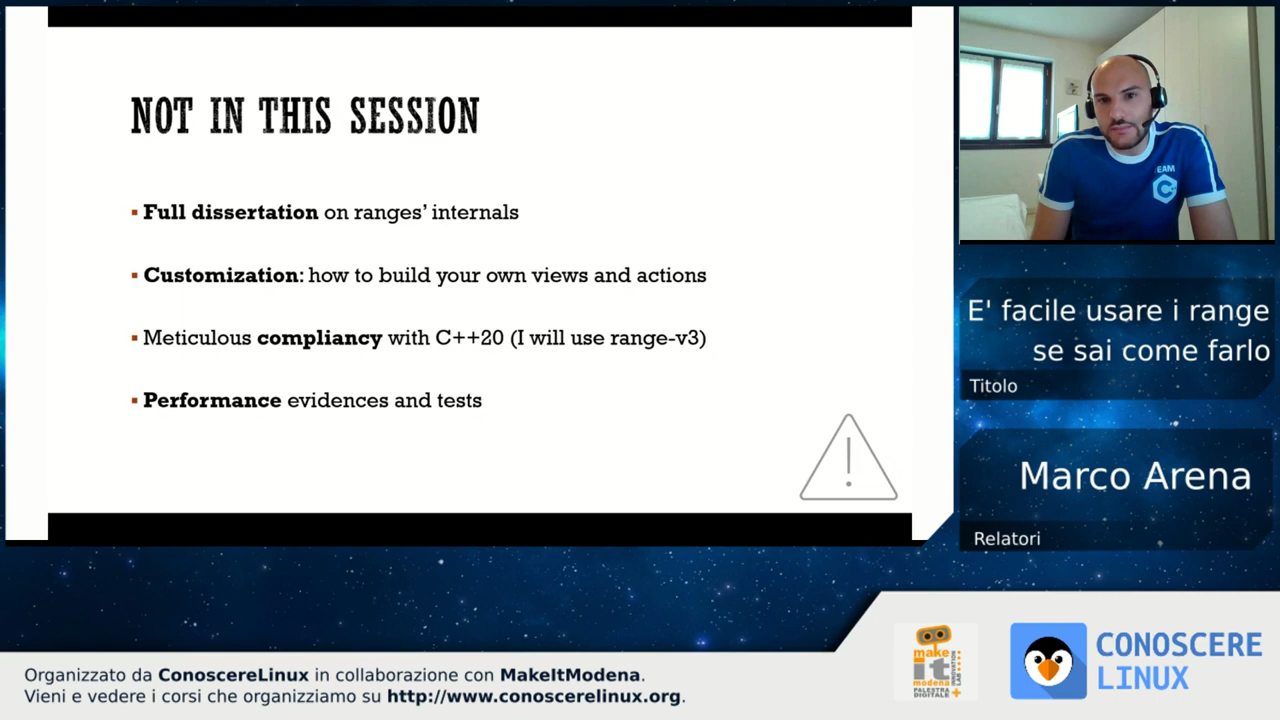 NOT IN THIS SESSION
Full dissertation on ranges' internals
Customization: how to build your own views and actions
Meticulous compliancy with C++20 (I will use range-v3)
Performance evidences and tests
TEAM
C++
E' facile usare i range
se sai come farlo
Titolo
Marco Arena
Relatori
make
it
modena
PALESTRA
DIGITALE
INNOVATION
LAB
CONOSCERE
LINUX
Organizzato da ConoscereLinux in collaborazione con MakeItModena.
Vieni e vedere i corsi che organizziamo su http://www.conoscerelinux.org.